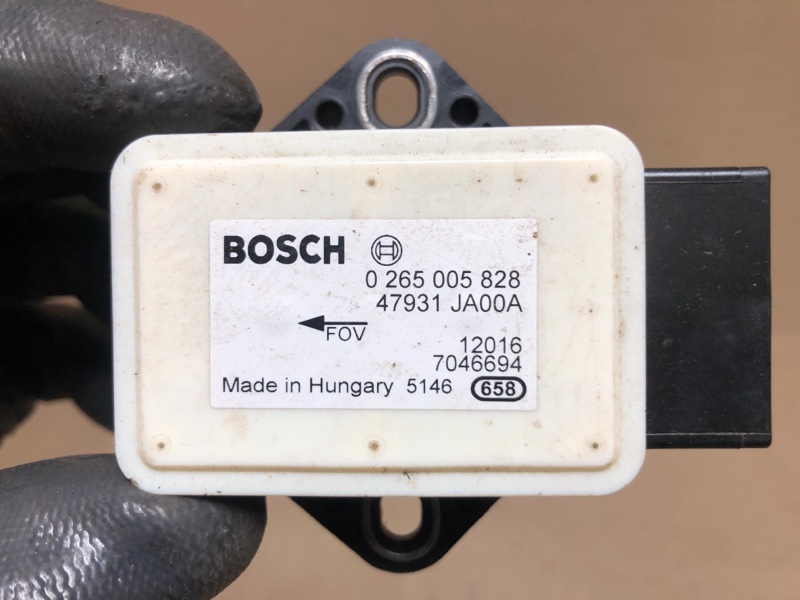 BOSCH
0 265 005 828
47931 JA00A
FOV
12016
7046694
Made in Hungary 5146 658